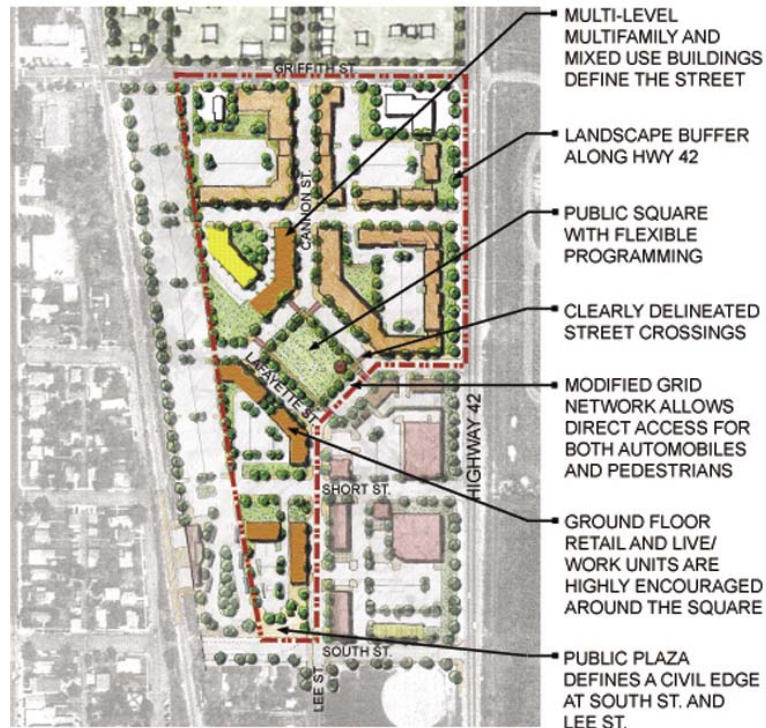 MULTI-LEVEL
MULTIFAMILY AND
MIXED USE BUILDINGS
DEFINE THE STREET
GRIFFITH ST.
LANDSCAPE BUFFER
ALONG HWY 42
CANNON ST.
PUBLIC SQUARE
WITH FLEXIBLE
PROGRAMMING
CLEARLY DELINEATED
STREET CROSSINGS
LAFAYETTE ST.
MODIFIED GRID
NETWORK ALLOWS
DIRECT ACCESS FOR
BOTH AUTOMOBILES
AND PEDESTRIANS
HIGHWAY 42
SHORT ST.
GROUND FLOOR
RETAIL AND LIVE/
WORK UNITS ARE
HIGHLY ENCOURAGED
AROUND THE SQUARE
SOUTH ST.
LEE ST.
PUBLIC PLAZA
DEFINES A CIVIL EDGE
AT SOUTH ST. AND
LEE ST.